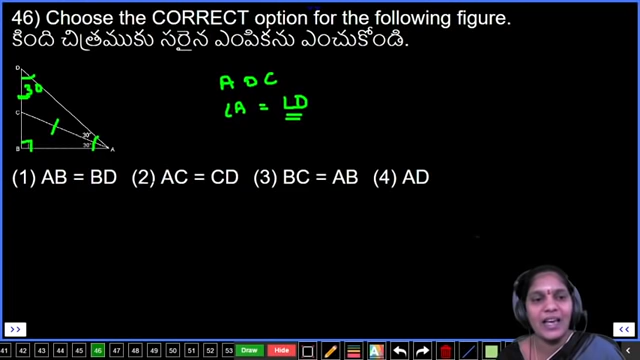 46) Choose the CORRECT option for the following figure.
కింది చిత్రముకు సరైన ఎంపికను ఎంచుకోండి.
D
30
C
B
30°
30°
A
A D C
∠A = ∠D
(1) AB = BD (2) AC = CD (3) BC = AB (4) AD
>> 41 42 43 44 45 46 47 48 49 50 51 52 53 Draw Hide A >>